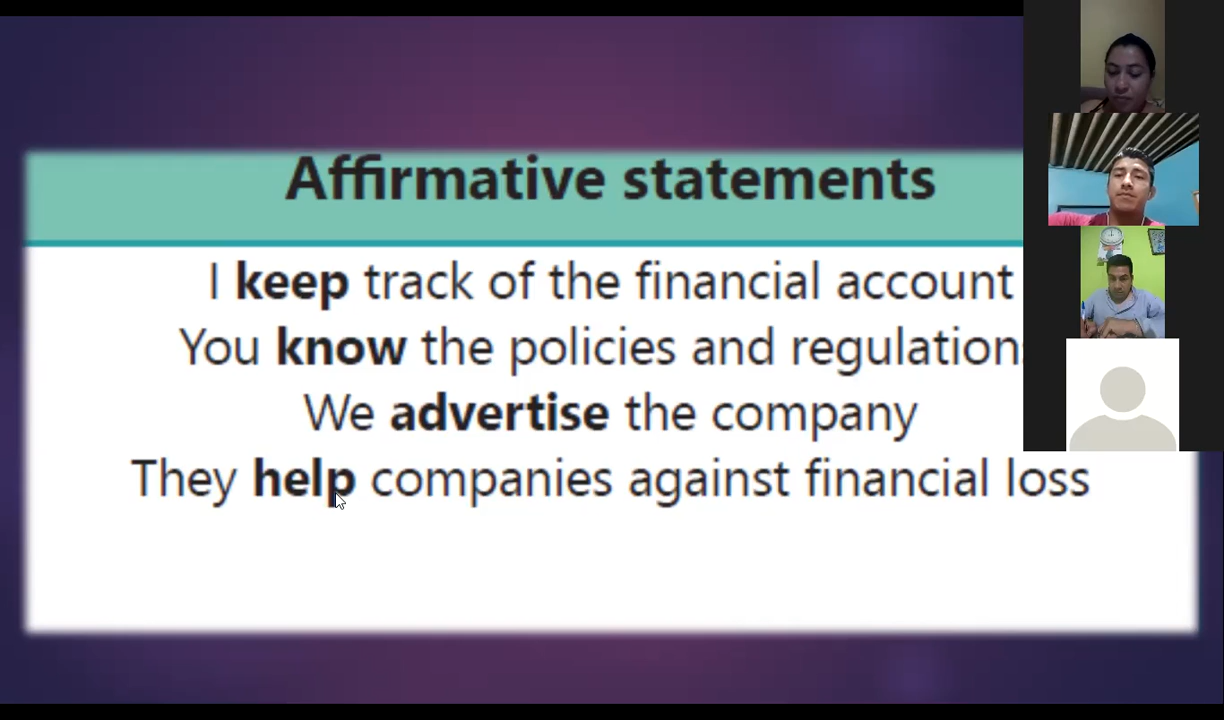 Affirmative statements
I keep track of the financial account
You know the policies and regulations
We advertise the company
They help companies against financial loss